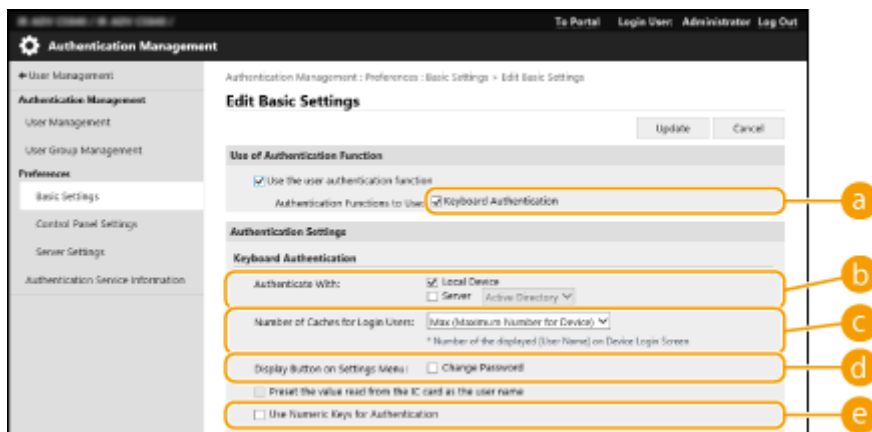 To Portal Login User: Administrator Log Out
Authentication Management
User Management
Authentication Management : Preferences : Basic Settings > Edit Basic Settings
Authentication Management
User Management
User Group Management
Preferences
Basic Settings
Control Panel Settings
Server Settings
Authentication Service Information
Edit Basic Settings
Update Cancel
Use of Authentication Function
Use the user authentication function
Authentication Functions to Use: Keyboard Authentication
a
Authentication Settings
Keyboard Authentication
Authenticate With: Local Device
Server Active Directory
b
Number of Caches for Login Users: Max (Maximum Number for Device)
* Number of the displayed [User Name] on Device Login Screen
c
Display Button on Settings Menu: Change Password
d
Preset the value read from the IC card as the user name
Use Numeric Keys for Authentication
e